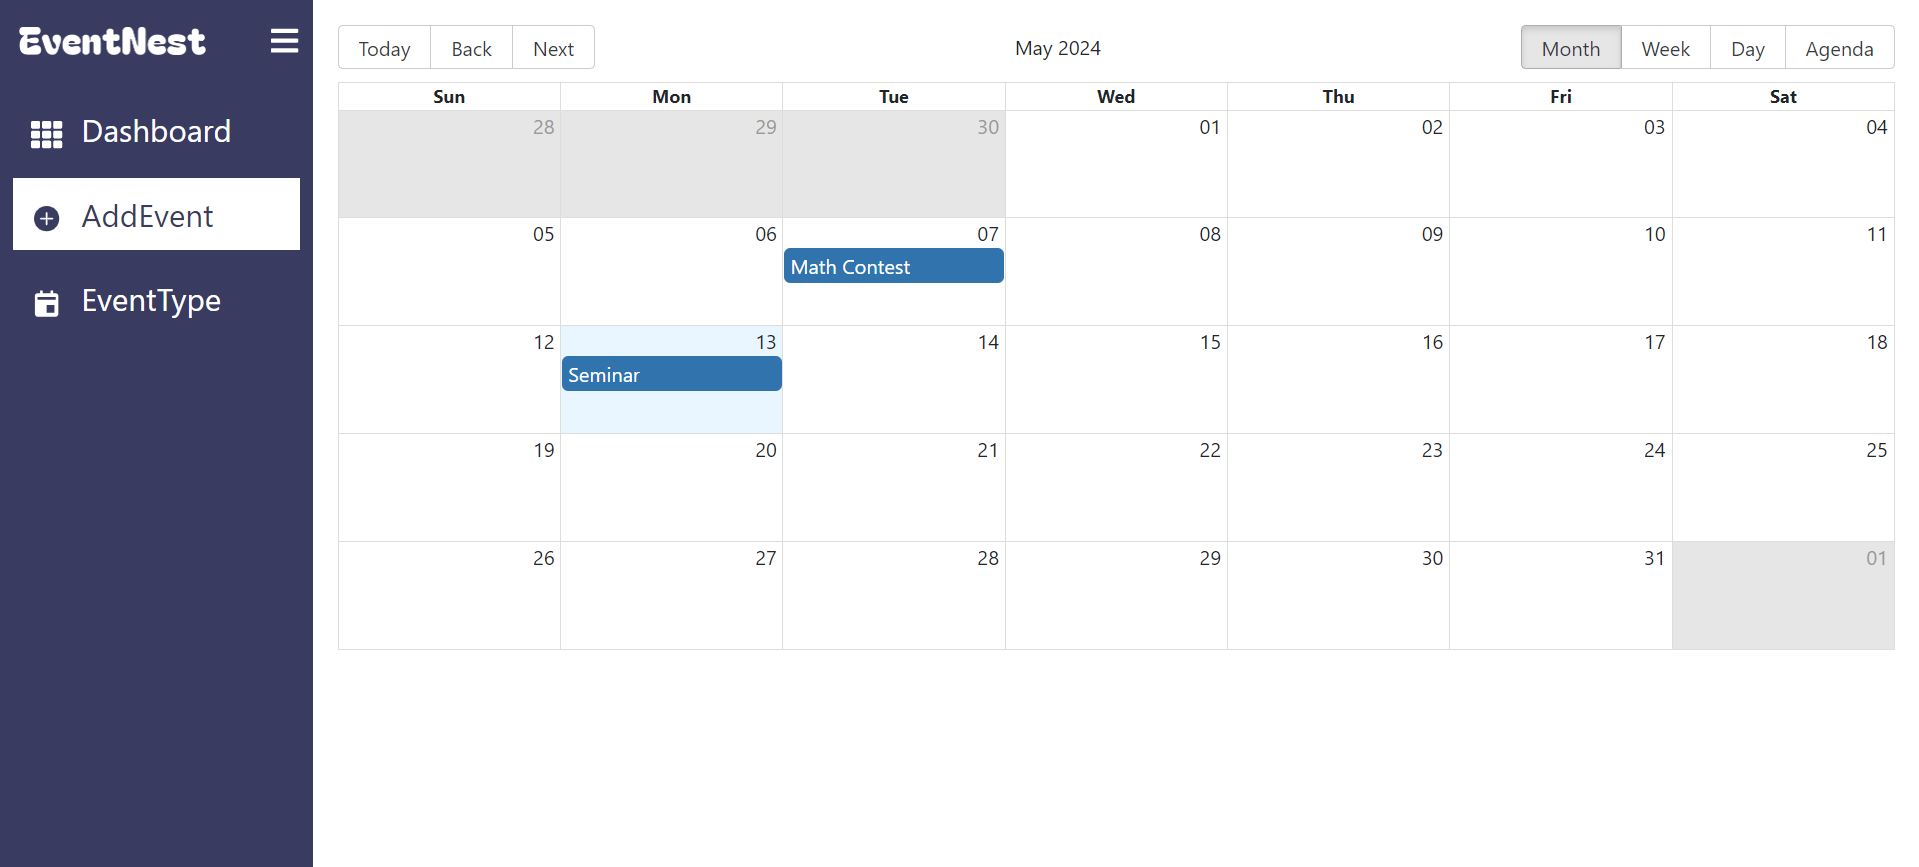 EventNest
Dashboard
AddEvent
EventType
Today Back Next
May 2024
Month Week Day Agenda
Sun Mon Tue Wed Thu Fri Sat
28 29 30 01 02 03 04
05 06 07 08 09 10 11
Math Contest
12 13 14 15 16 17 18
Seminar
19 20 21 22 23 24 25
26 27 28 29 30 31 01